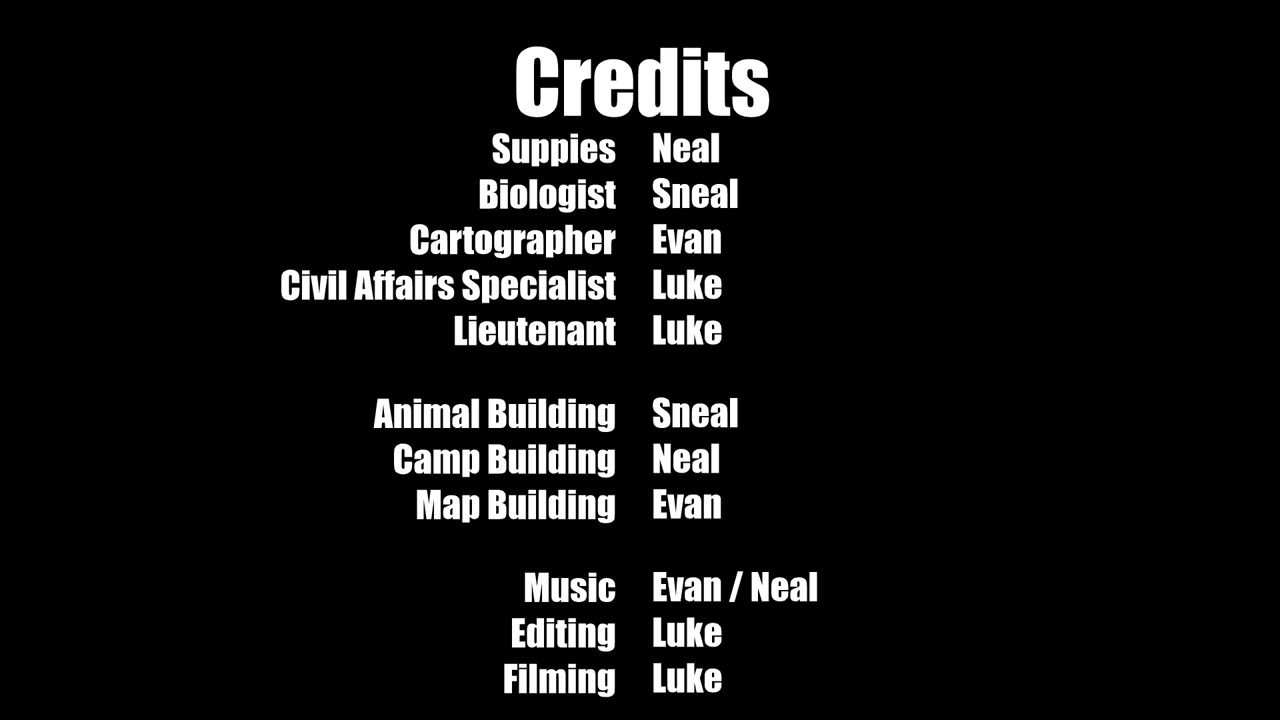 Credits
Suppies Neal
Biologist Sneal
Cartographer Evan
Civil Affairs Specialist Luke
Lieutenant Luke
Animal Building Sneal
Camp Building Neal
Map Building Evan
Music Evan / Neal
Editing Luke
Filming Luke